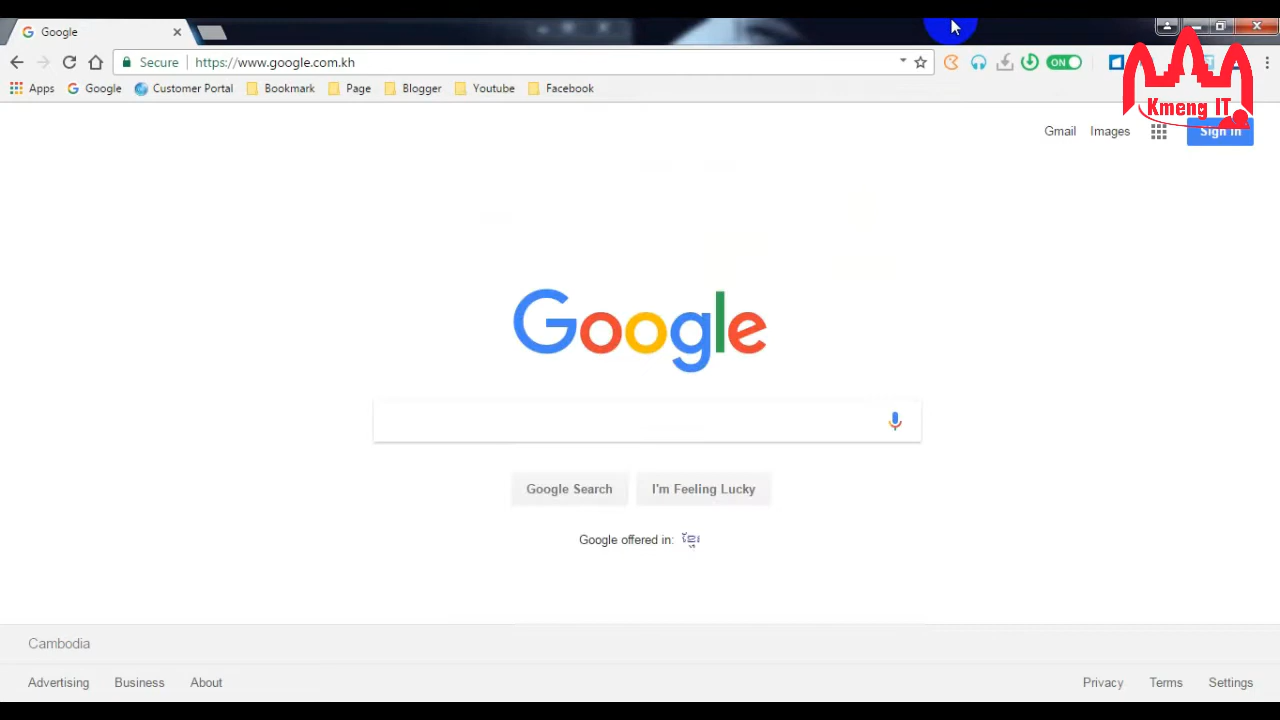 Google
Secure https://www.google.com.kh
ON
Apps Google Customer Portal Bookmark Page Blogger Youtube Facebook
Kmeng IT
Gmail Images Sign in
Google
Google Search I'm Feeling Lucky
Google offered in: ខ្មែរ
Cambodia
Advertising Business About Privacy Terms Settings